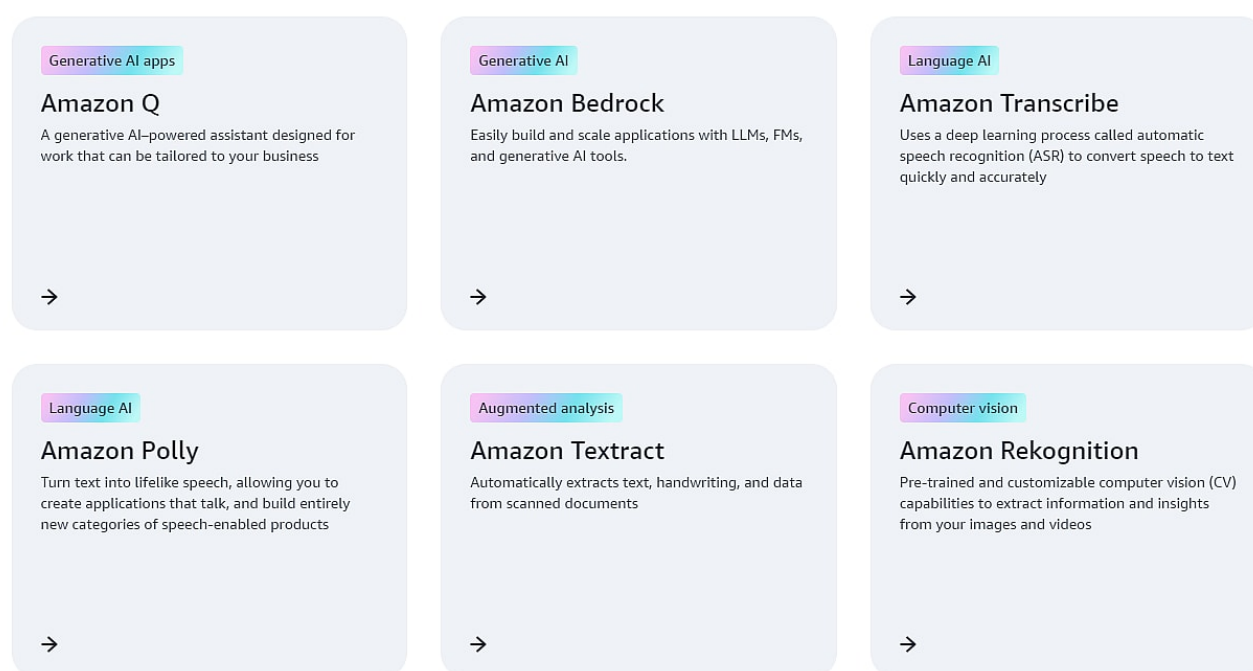 Generative AI apps
Amazon Q
A generative AI–powered assistant designed for
work that can be tailored to your business
Generative AI
Amazon Bedrock
Easily build and scale applications with LLMs, FMs,
and generative AI tools.
Language AI
Amazon Transcribe
Uses a deep learning process called automatic
speech recognition (ASR) to convert speech to text
quickly and accurately
Language AI
Amazon Polly
Turn text into lifelike speech, allowing you to
create applications that talk, and build entirely
new categories of speech-enabled products
Augmented analysis
Amazon Textract
Automatically extracts text, handwriting, and data
from scanned documents
Computer vision
Amazon Rekognition
Pre-trained and customizable computer vision (CV)
capabilities to extract information and insights
from your images and videos